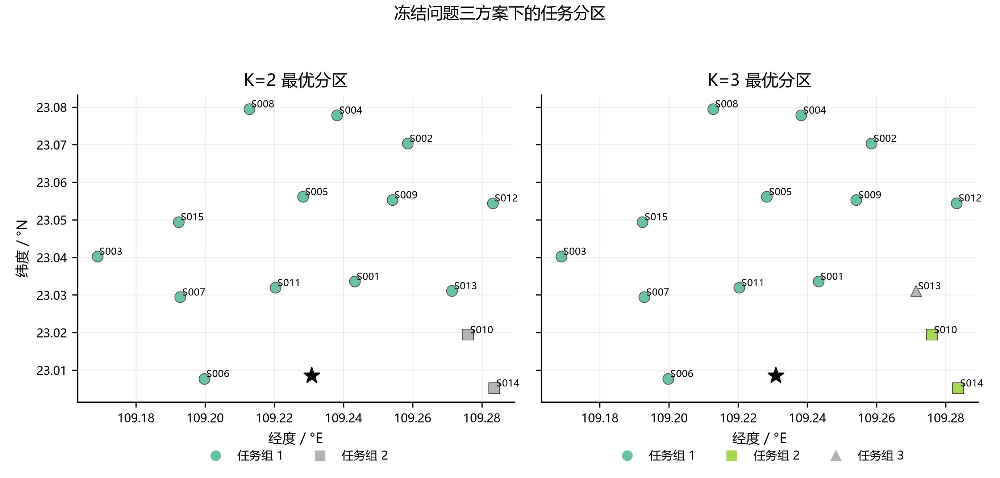 冻结问题三方案下的任务分区
K=2 最优分区
23.08
23.07
23.06
23.05
23.04
23.03
23.02
23.01
纬度 / °N
S008
S004
S002
S005
S009
S012
S015
S003
S001
S011
S013
S007
S010
S006
S014
109.18 109.20 109.22 109.24 109.26 109.28
经度 / °E
任务组 1 任务组 2
K=3 最优分区
S008
S004
S002
S005
S009
S012
S015
S003
S001
S011
S013
S007
S010
S006
S014
109.18 109.20 109.22 109.24 109.26 109.28
经度 / °E
任务组 1 任务组 2 任务组 3